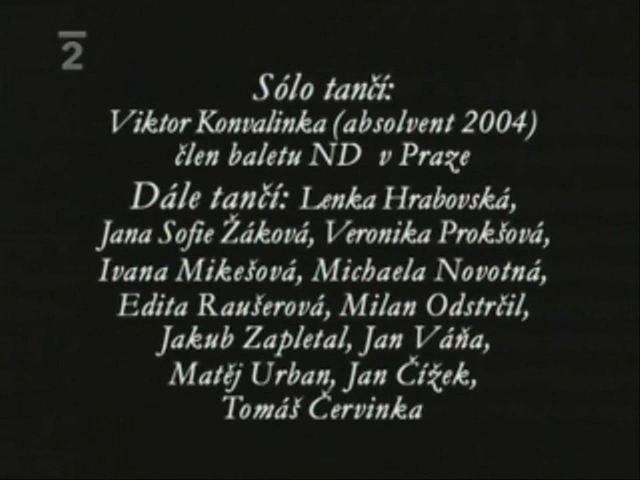 2
Sólo tančí:
Viktor Konvalinka (absolvent 2004)
člen baletu ND v Praze
Dále tančí: Lenka Hrabovská,
Jana Sofie Žáková, Veronika Prokšová,
Ivana Mikešová, Michaela Novotná,
Edita Raušerová, Milan Odstrčil,
Jakub Zapletal, Jan Váňa,
Matěj Urban, Jan Čížek,
Tomáš Červinka